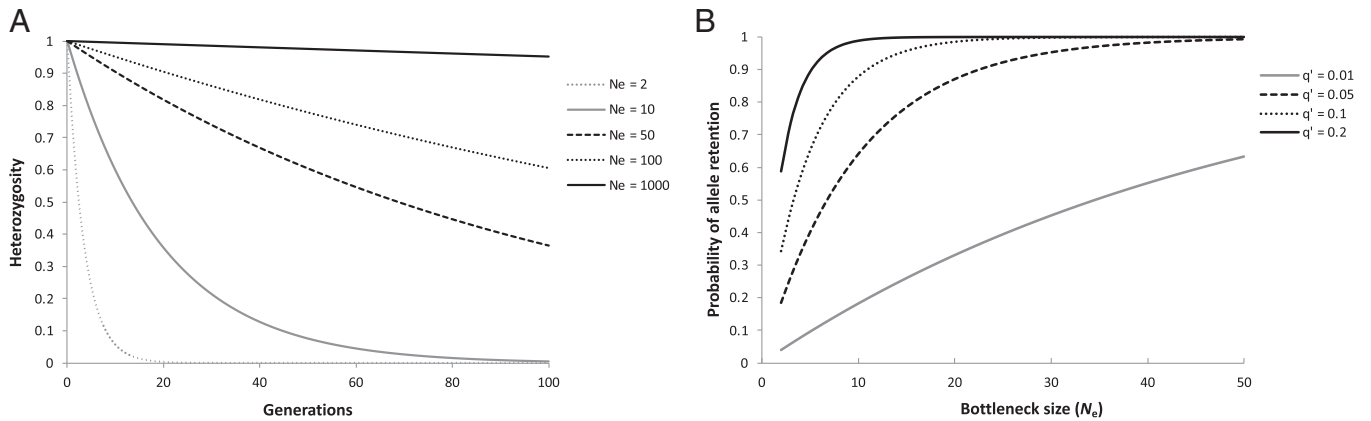 A
Heterozygosity
1
0.9
0.8
0.7
0.6
0.5
0.4
0.3
0.2
0.1
0
0 20 40 60 80 100
Generations
Ne = 2
Ne = 10
Ne = 50
Ne = 100
Ne = 1000
B
Probability of allele retention
1
0.9
0.8
0.7
0.6
0.5
0.4
0.3
0.2
0.1
0
0 10 20 30 40 50
Bottleneck size (Ne)
q' = 0.01
q' = 0.05
q' = 0.1
q' = 0.2